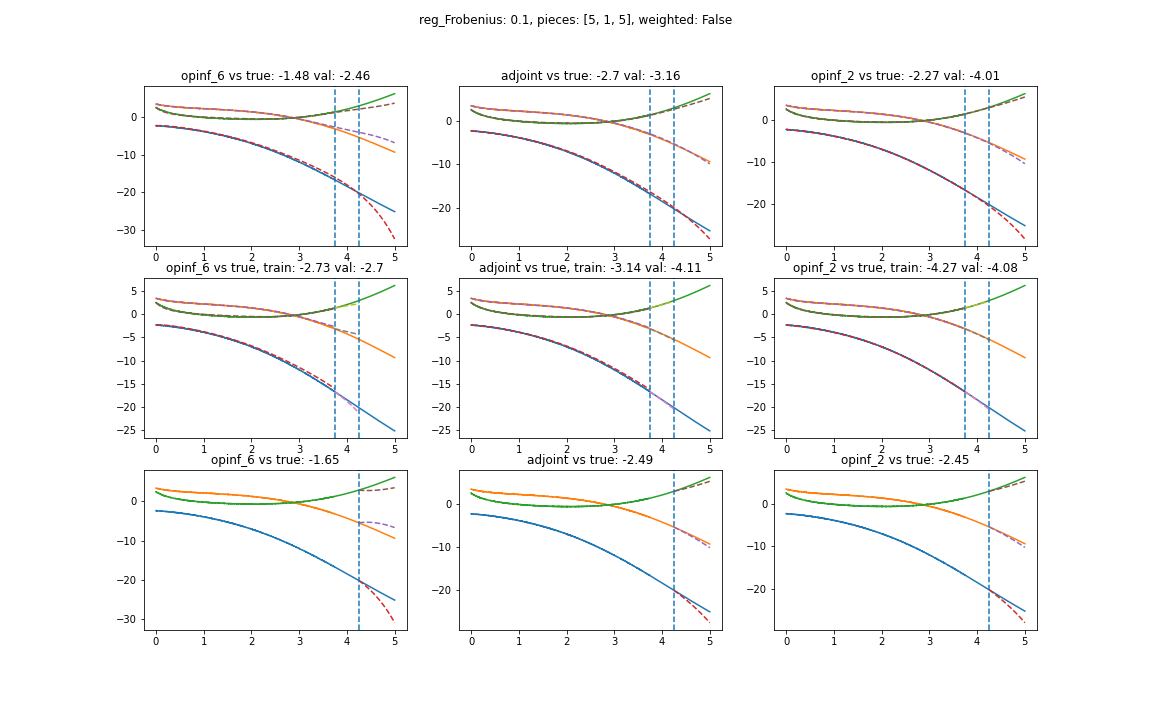 reg_Frobenius: 0.1, pieces: [5, 1, 5], weighted: False
opinf_6 vs true: -1.48 val: -2.46
adjoint vs true: -2.7 val: -3.16
opinf_2 vs true: -2.27 val: -4.01
0
−10
−20
−30
0 1 2 3 4 5
0
−10
−20
0 1 2 3 4 5
0
−10
−20
0 1 2 3 4 5
opinf_6 vs true, train: -2.73 val: -2.7
adjoint vs true, train: -3.14 val: -4.11
opinf_2 vs true, train: -4.27 val: -4.08
5
0
−5
−10
−15
−20
−25
0 1 2 3 4 5
5
0
−5
−10
−15
−20
−25
0 1 2 3 4 5
5
0
−5
−10
−15
−20
−25
0 1 2 3 4 5
opinf_6 vs true: -1.65
adjoint vs true: -2.49
opinf_2 vs true: -2.45
0
−10
−20
−30
0 1 2 3 4 5
0
−10
−20
0 1 2 3 4 5
0
−10
−20
0 1 2 3 4 5